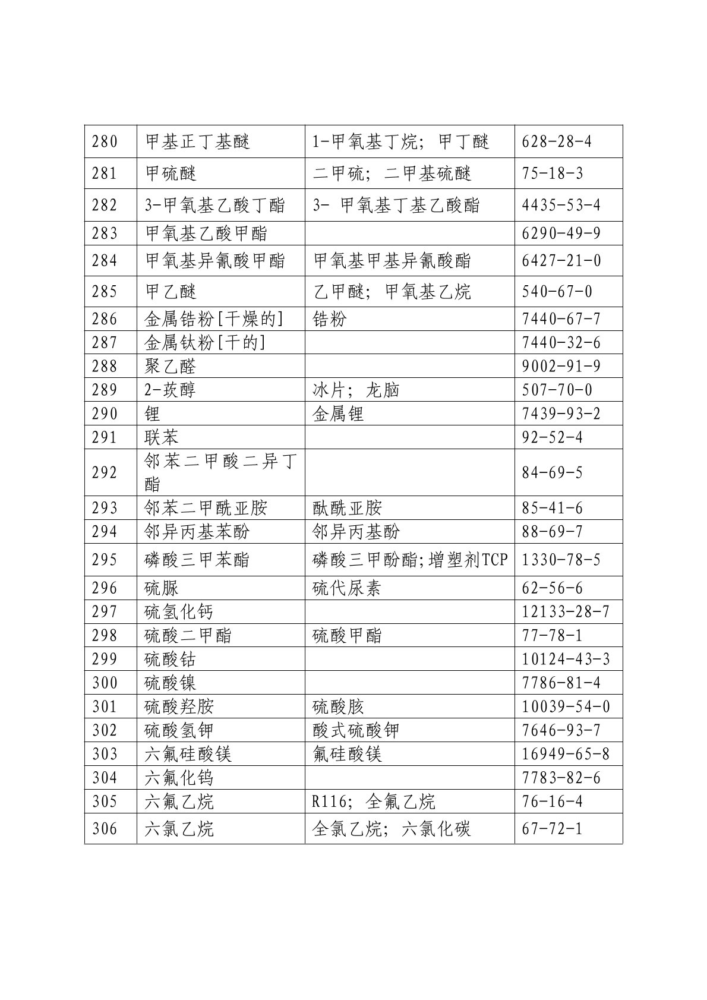 280 甲基正丁基醚 1-甲氧基丁烷；甲丁醚 628-28-4
281 甲硫醚 二甲硫；二甲基硫醚 75-18-3
282 3-甲氧基乙酸丁酯 3- 甲氧基丁基乙酸酯 4435-53-4
283 甲氧基乙酸甲酯 6290-49-9
284 甲氧基异氰酸甲酯 甲氧基甲基异氰酸酯 6427-21-0
285 甲乙醚 乙甲醚；甲氧基乙烷 540-67-0
286 金属锆粉[干燥的] 锆粉 7440-67-7
287 金属钛粉[干的] 7440-32-6
288 聚乙醛 9002-91-9
289 2-莰醇 冰片；龙脑 507-70-0
290 锂 金属锂 7439-93-2
291 联苯 92-52-4
292 邻苯二甲酸二异丁 84-69-5
酯
293 邻苯二甲酰亚胺 酞酰亚胺 85-41-6
294 邻异丙基苯酚 邻异丙基酚 88-69-7
295 磷酸三甲苯酯 磷酸三甲酚酯;增塑剂TCP 1330-78-5
296 硫脲 硫代尿素 62-56-6
297 硫氢化钙 12133-28-7
298 硫酸二甲酯 硫酸甲酯 77-78-1
299 硫酸钴 10124-43-3
300 硫酸镍 7786-81-4
301 硫酸羟胺 硫酸胲 10039-54-0
302 硫酸氢钾 酸式硫酸钾 7646-93-7
303 六氟硅酸镁 氟硅酸镁 16949-65-8
304 六氟化钨 7783-82-6
305 六氟乙烷 R116；全氟乙烷 76-16-4
306 六氯乙烷 全氯乙烷；六氯化碳 67-72-1